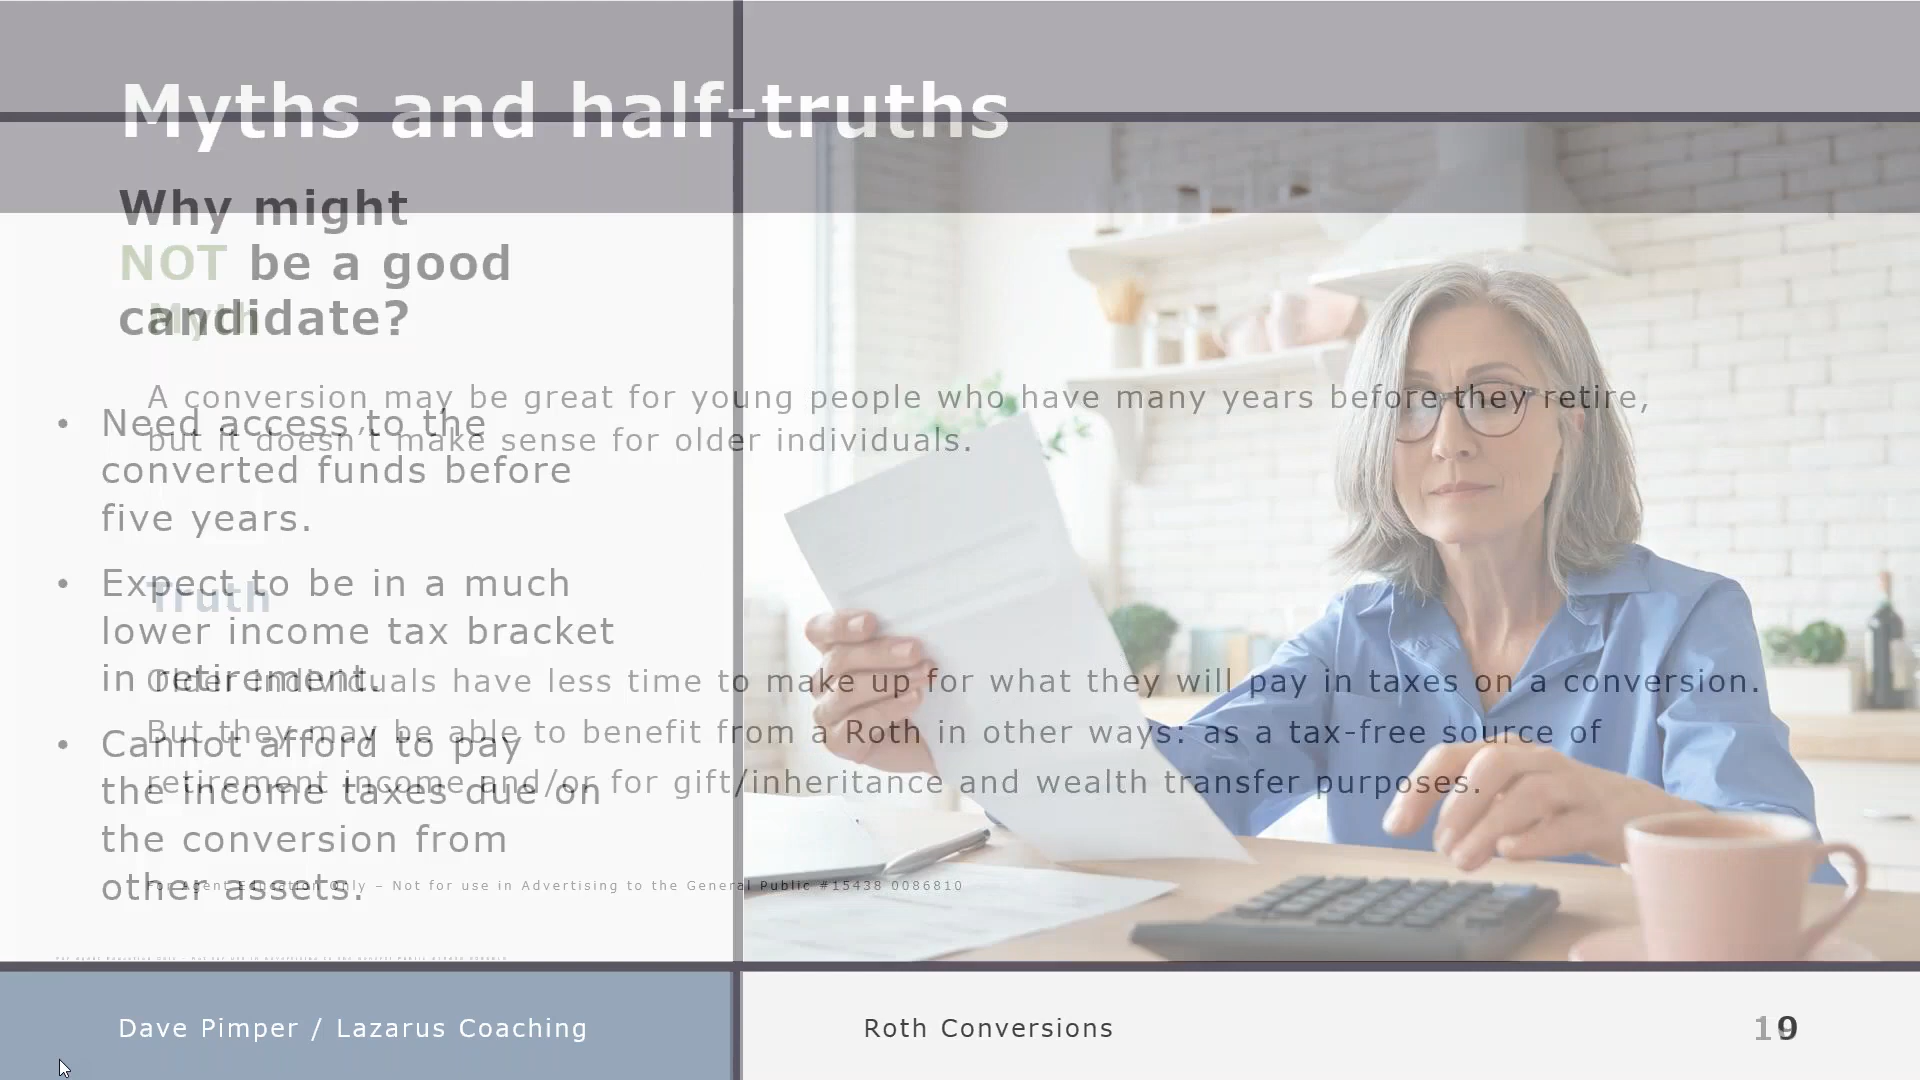 Myths and half-truths
Why might
NOT be a good
candidate?
Myth
A conversion may be great for young people who have many years before they retire,
but it doesn't make sense for older individuals.
• Need access to the
converted funds before
five years.
Truth
• Expect to be in a much
lower income tax bracket
in retirement.
Older individuals have less time to make up for what they will pay in taxes on a conversion.
But they may be able to benefit from a Roth in other ways: as a tax-free source of
retirement income and/or for gift/inheritance and wealth transfer purposes.
• Cannot afford to pay
the income taxes due on
the conversion from
other assets.
For Agent Education Only – Not for use in Advertising to the General Public #15438 0086810
Dave Pimper / Lazarus Coaching
Roth Conversions